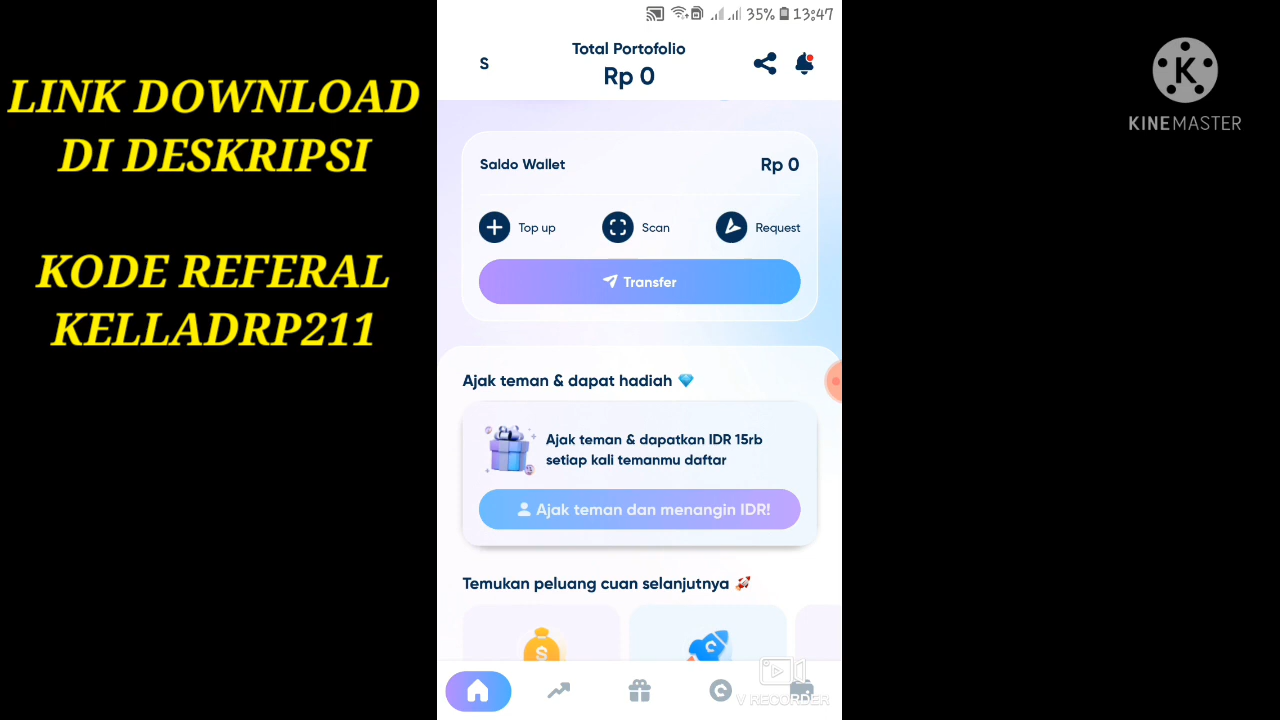 LINK DOWNLOAD
DI DESKRIPSI
KODE REFERAL
KELLADRP211
35% 13:47
S
Total Portofolio
Rp 0
KINEMASTER
Saldo Wallet Rp 0
Top up Scan Request
Transfer
Ajak teman & dapat hadiah
Ajak teman & dapatkan IDR 15rb
setiap kali temanmu daftar
Ajak teman dan menangin IDR!
Temukan peluang cuan selanjutnya
V RECORDER